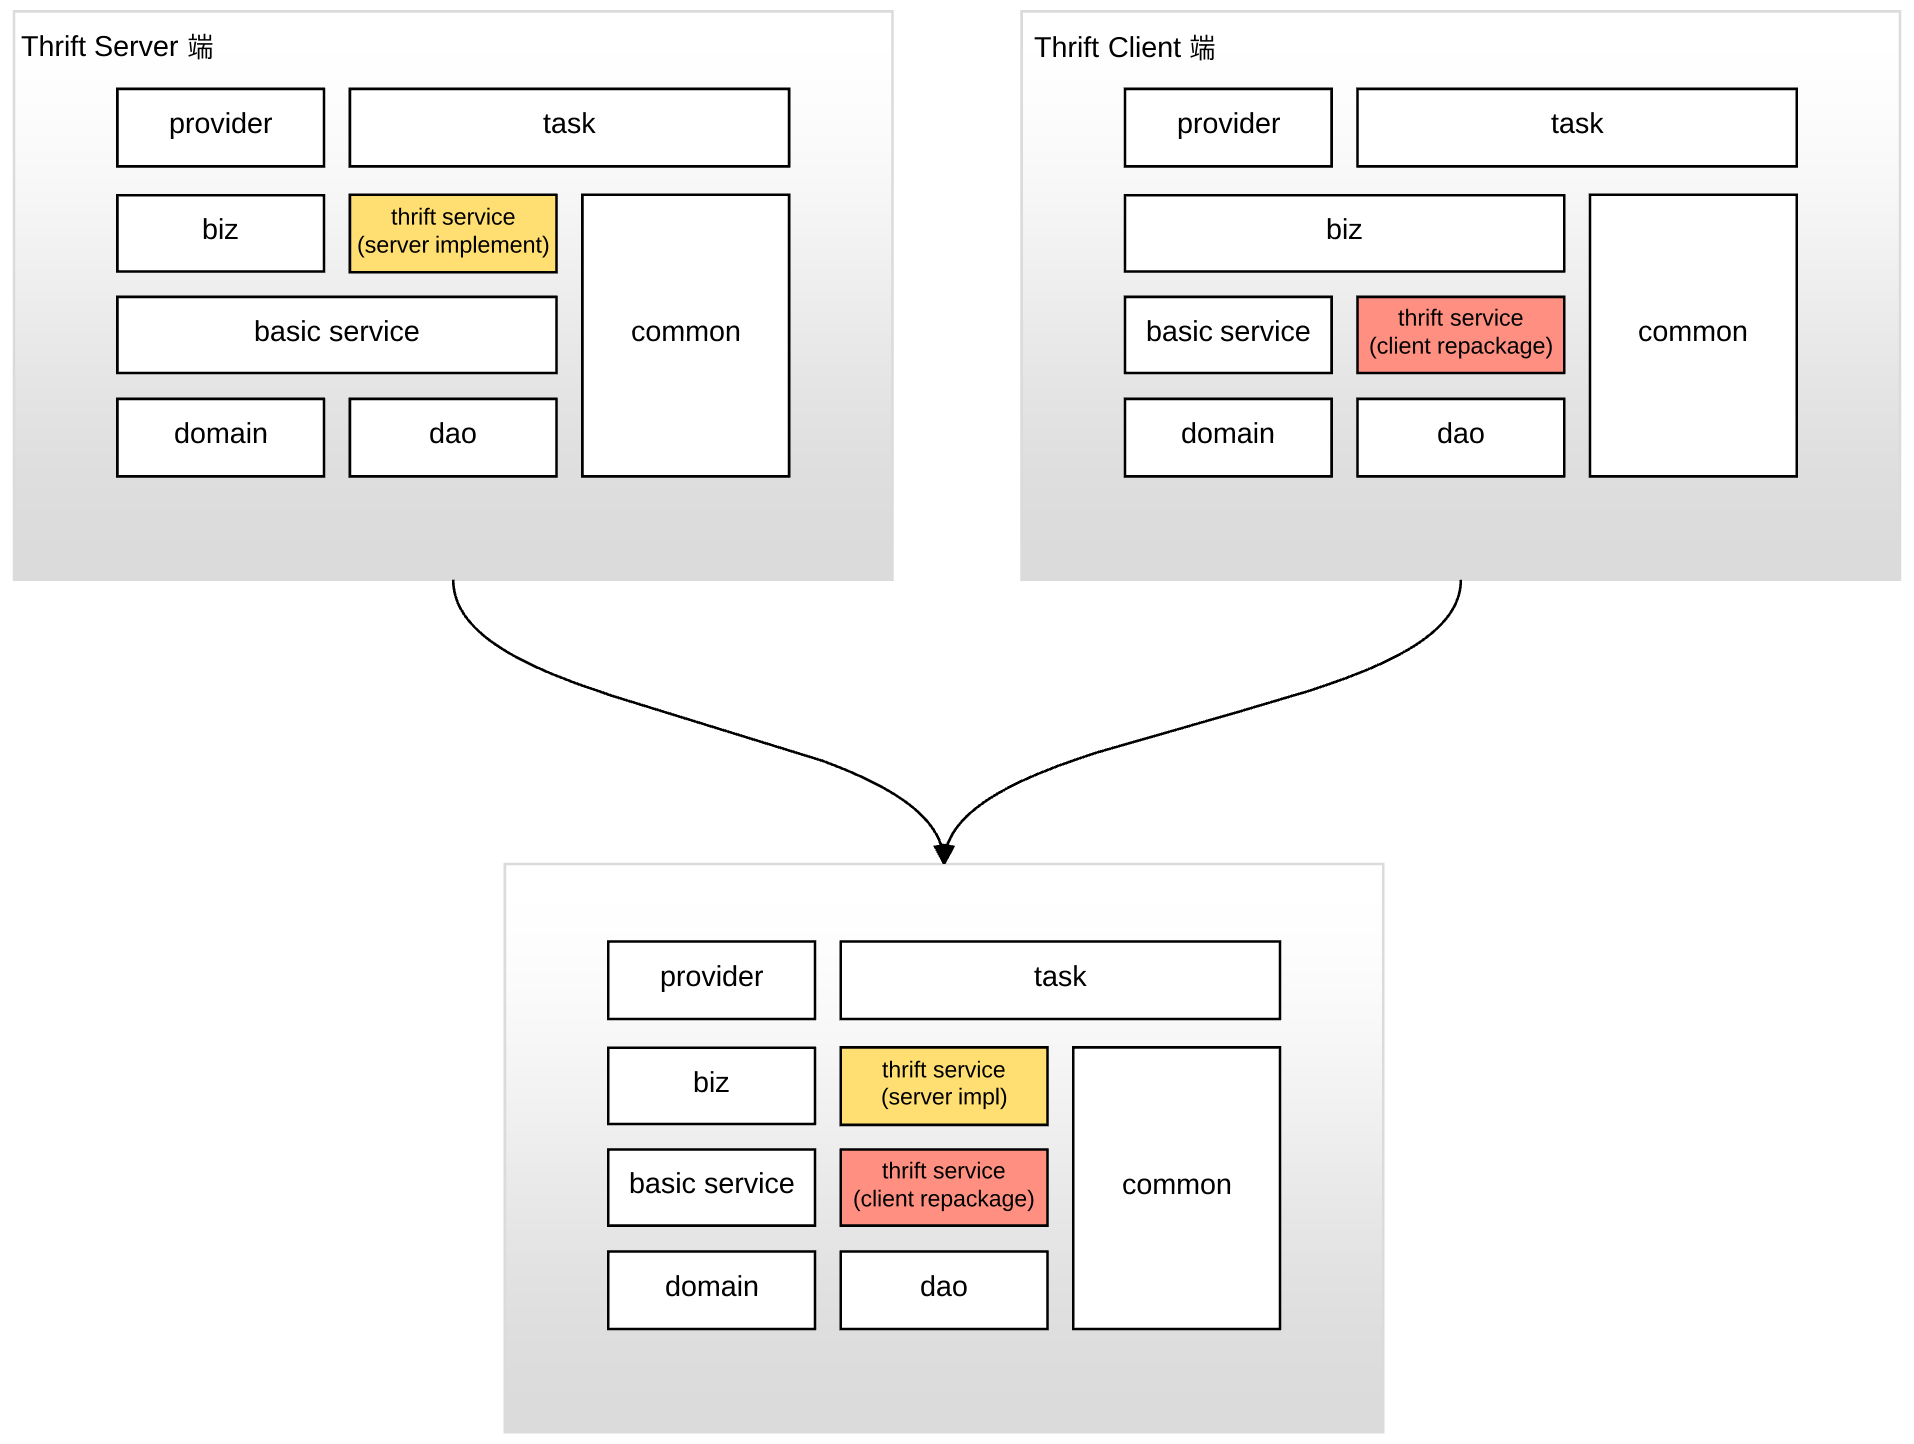 Thrift Server 端
provider
task
biz
thrift service
(server implement)
basic service
common
domain
dao
Thrift Client 端
provider
task
biz
basic service
thrift service
(client repackage)
common
domain
dao
provider
task
biz
thrift service
(server impl)
basic service
thrift service
(client repackage)
common
domain
dao